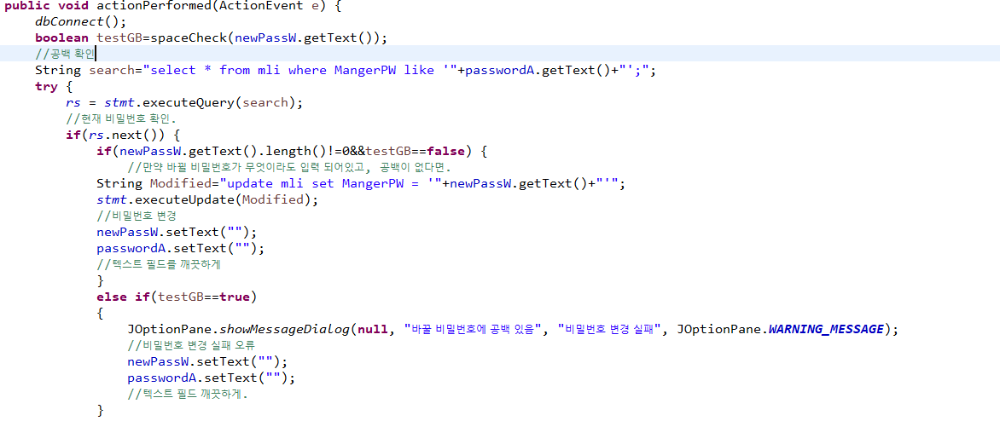 public void actionPerformed(ActionEvent e) {
dbConnect();
boolean testGB=spaceCheck(newPassW.getText());
//공백 확인
String search="select * from mli where MangerPW like '"+passwordA.getText()+"';";
try {
rs = stmt.executeQuery(search);
//현재 비밀번호 확인.
if(rs.next()) {
if(newPassW.getText().length()!=0&&testGB==false) {
//만약 바뀔 비밀번호가 무엇이라도 입력 되어있고, 공백이 없다면.
String Modified="update mli set MangerPW = '"+newPassW.getText()+"'";
stmt.executeUpdate(Modified);
//비밀번호 변경
newPassW.setText("");
passwordA.setText("");
//텍스트 필드를 깨끗하게
}
else if(testGB==true)
{
JOptionPane.showMessageDialog(null, "바꿀 비밀번호에 공백 있음", "비밀번호 변경 실패", JOptionPane.WARNING_MESSAGE);
//비밀번호 변경 실패 오류
newPassW.setText("");
passwordA.setText("");
//텍스트 필드 깨끗하게.
}